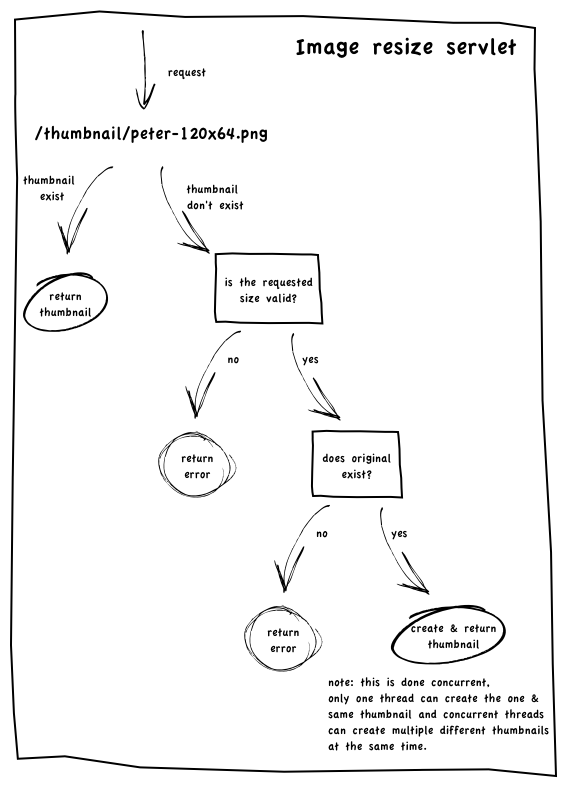 Image resize servlet
request
/thumbnail/peter-120x64.png
thumbnail
exist
thumbnail
don't exist
return
thumbnail
is the requested
size valid?
no
yes
return
error
does original
exist?
no
yes
return
error
create & return
thumbnail
note: this is done concurrent,
only one thread can create the one &
same thumbnail and concurrent threads
can create multiple different thumbnails
at the same time.